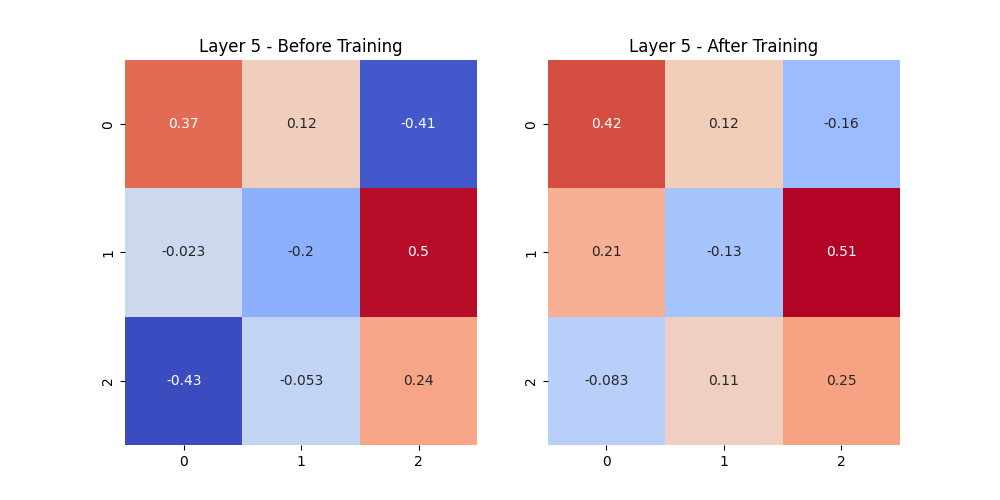 Layer 5 - Before Training
0 0.37 0.12 -0.41
1 -0.023 -0.2 0.5
2 -0.43 -0.053 0.24
0 1 2
Layer 5 - After Training
0 0.42 0.12 -0.16
1 0.21 -0.13 0.51
2 -0.083 0.11 0.25
0 1 2